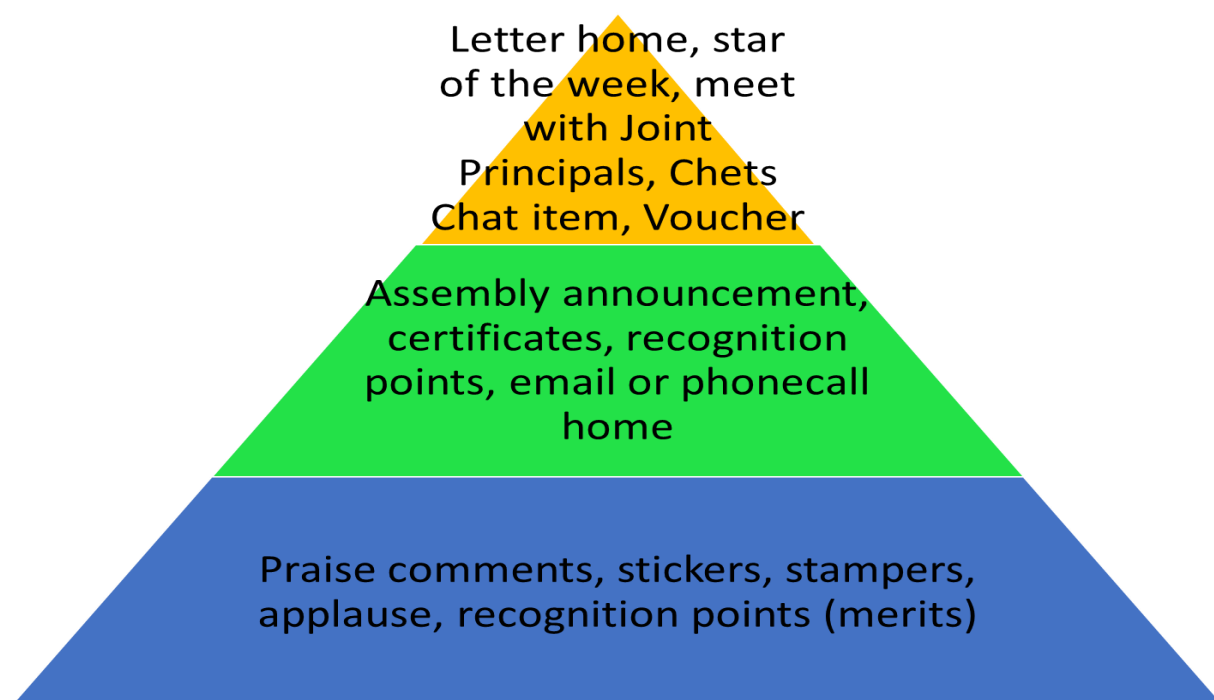 Letter home, star
of the week, meet
with Joint
Principals, Chets
Chat item, Voucher
Assembly announcement,
certificates, recognition
points, email or phonecall
home
Praise comments, stickers, stampers,
applause, recognition points (merits)